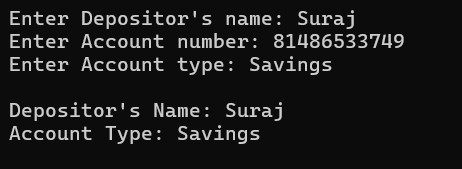 Enter Depositor's name: Suraj
Enter Account number: 81486533749
Enter Account type: Savings
Depositor's Name: Suraj
Account Type: Savings